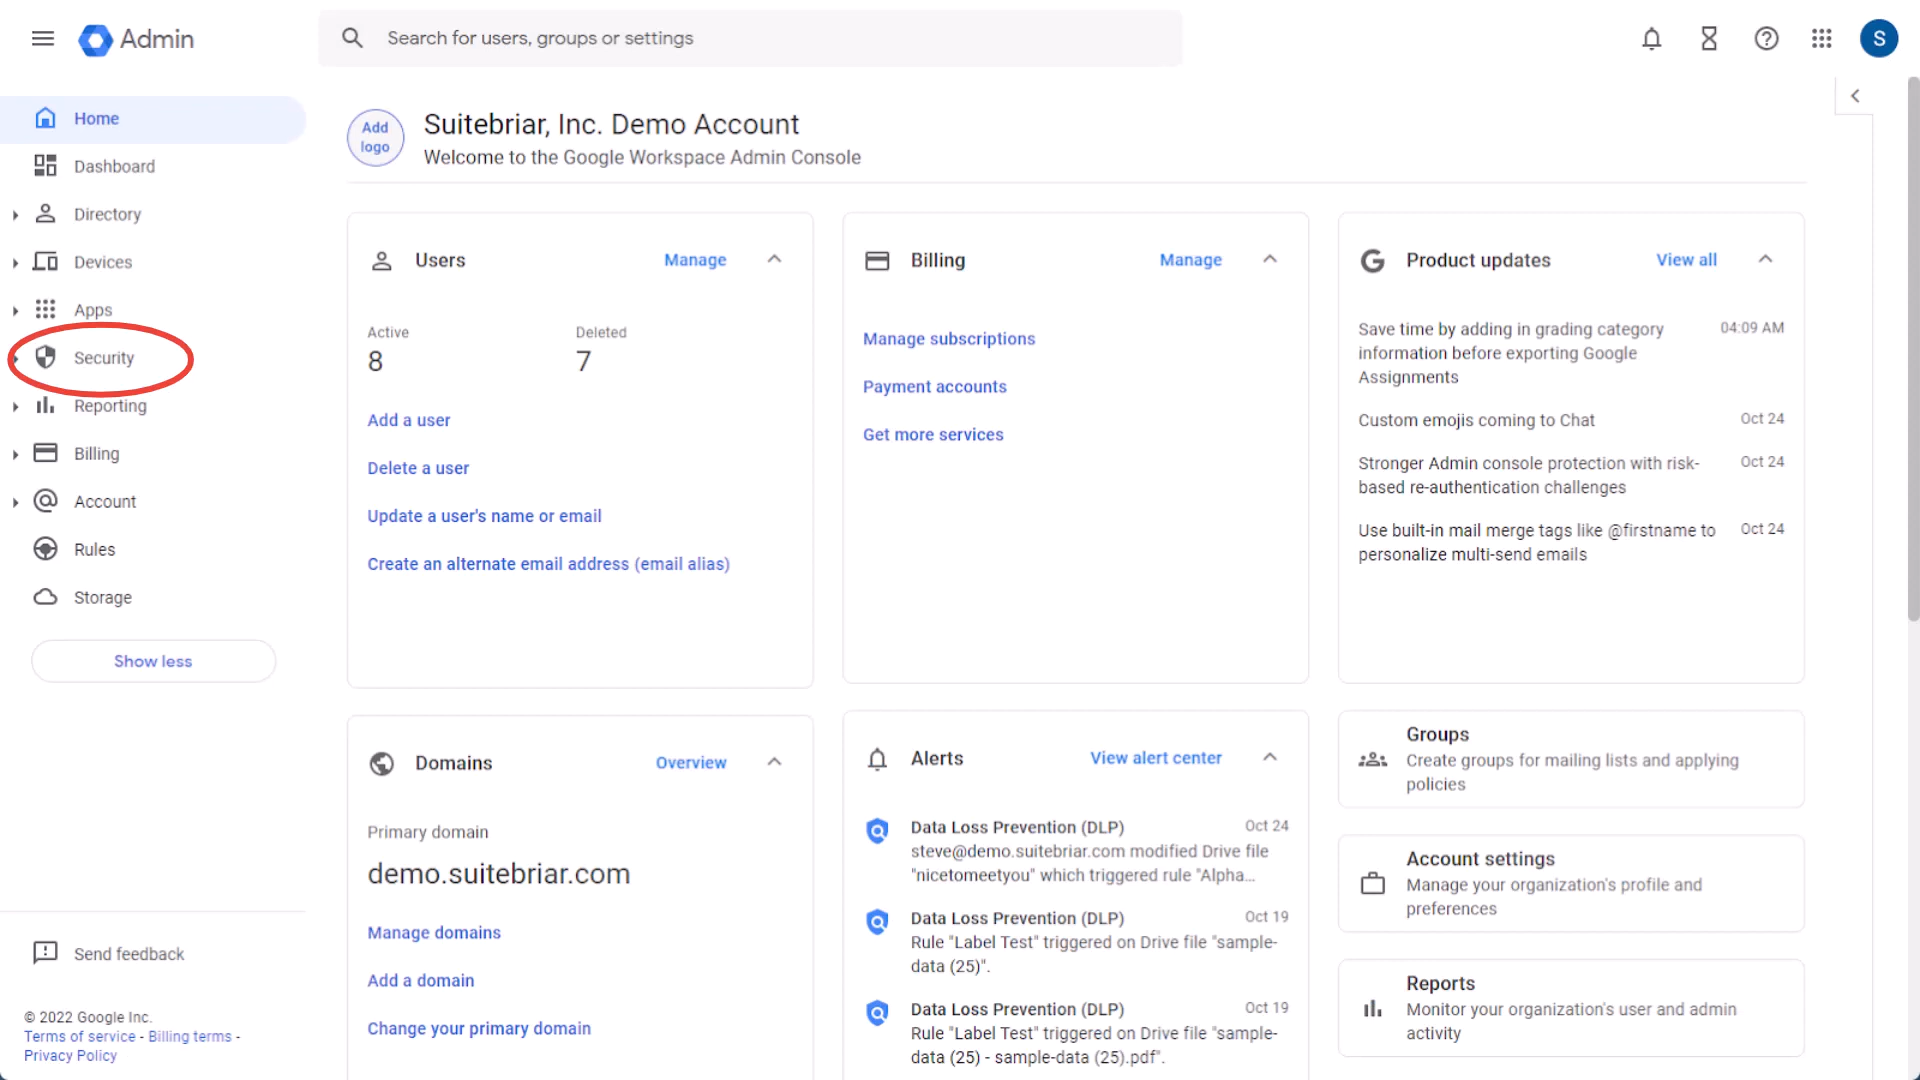 Admin
Search for users, groups or settings
S
Home
Dashboard
Directory
Devices
Apps
Security
Reporting
Billing
Account
Rules
Storage
Show less
Send feedback
© 2022 Google Inc.
Terms of service - Billing terms -
Privacy Policy
Add
logo
Suitebriar, Inc. Demo Account
Welcome to the Google Workspace Admin Console
Users
Manage
Active
Deleted
8
7
Add a user
Delete a user
Update a user's name or email
Create an alternate email address (email alias)
Billing
Manage
Manage subscriptions
Payment accounts
Get more services
Product updates
View all
Save time by adding in grading category
04:09 AM
information before exporting Google
Assignments
Custom emojis coming to Chat
Oct 24
Stronger Admin console protection with risk-
Oct 24
based re-authentication challenges
Use built-in mail merge tags like @firstname to
Oct 24
personalize multi-send emails
Domains
Overview
Primary domain
demo.suitebriar.com
Manage domains
Add a domain
Change your primary domain
Alerts
View alert center
Data Loss Prevention (DLP)
Oct 24
steve@demo.suitebriar.com modified Drive file
"nicetomeetyou" which triggered rule "Alpha...
Data Loss Prevention (DLP)
Oct 19
Rule "Label Test" triggered on Drive file "sample-
data (25)".
Data Loss Prevention (DLP)
Oct 19
Rule "Label Test" triggered on Drive file "sample-
data (25) - sample-data (25).pdf".
Groups
Create groups for mailing lists and applying
policies
Account settings
Manage your organization's profile and
preferences
Reports
Monitor your organization's user and admin
activity